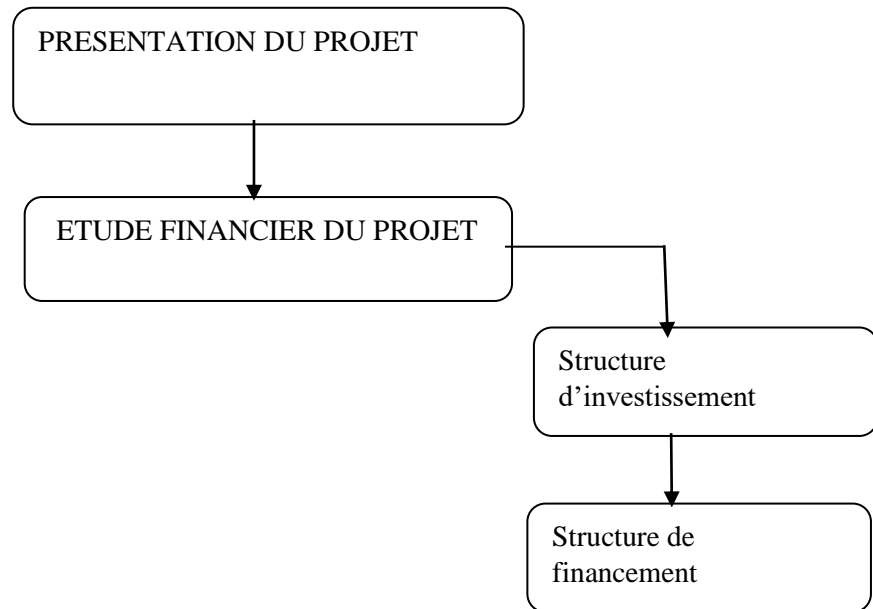 PRESENTATION DU PROJET
ETUDE FINANCIER DU PROJET
Structure
d’investissement
Structure de
financement